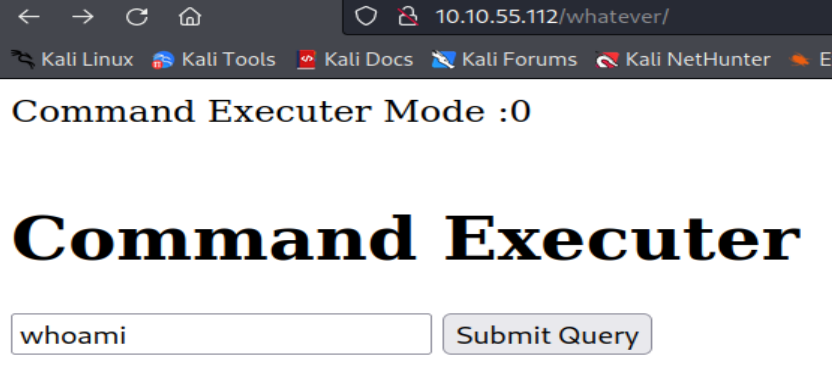 10.10.55.112/whatever/
Kali Linux Kali Tools Kali Docs Kali Forums Kali NetHunter E
Command Executer Mode :0
Command Executer
whoami Submit Query